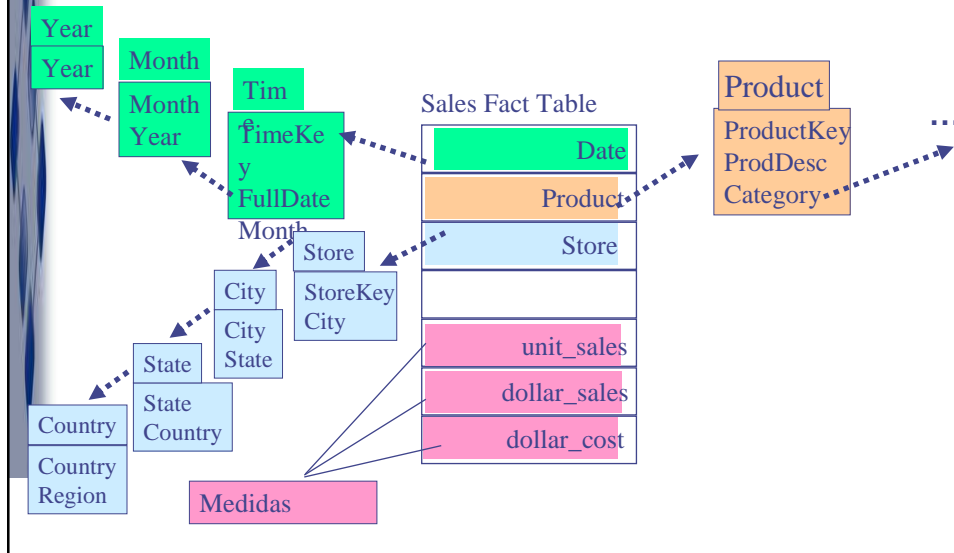 Year
Year
Month
Month
Year
Tim
e
TimeKe
y
FullDate
Month
Sales Fact Table
Date
Product
Store
unit_sales
dollar_sales
dollar_cost
Product
ProductKey
ProdDesc
Category
Store
StoreKey
City
City
City
State
State
State
Country
Country
Country
Region
Medidas